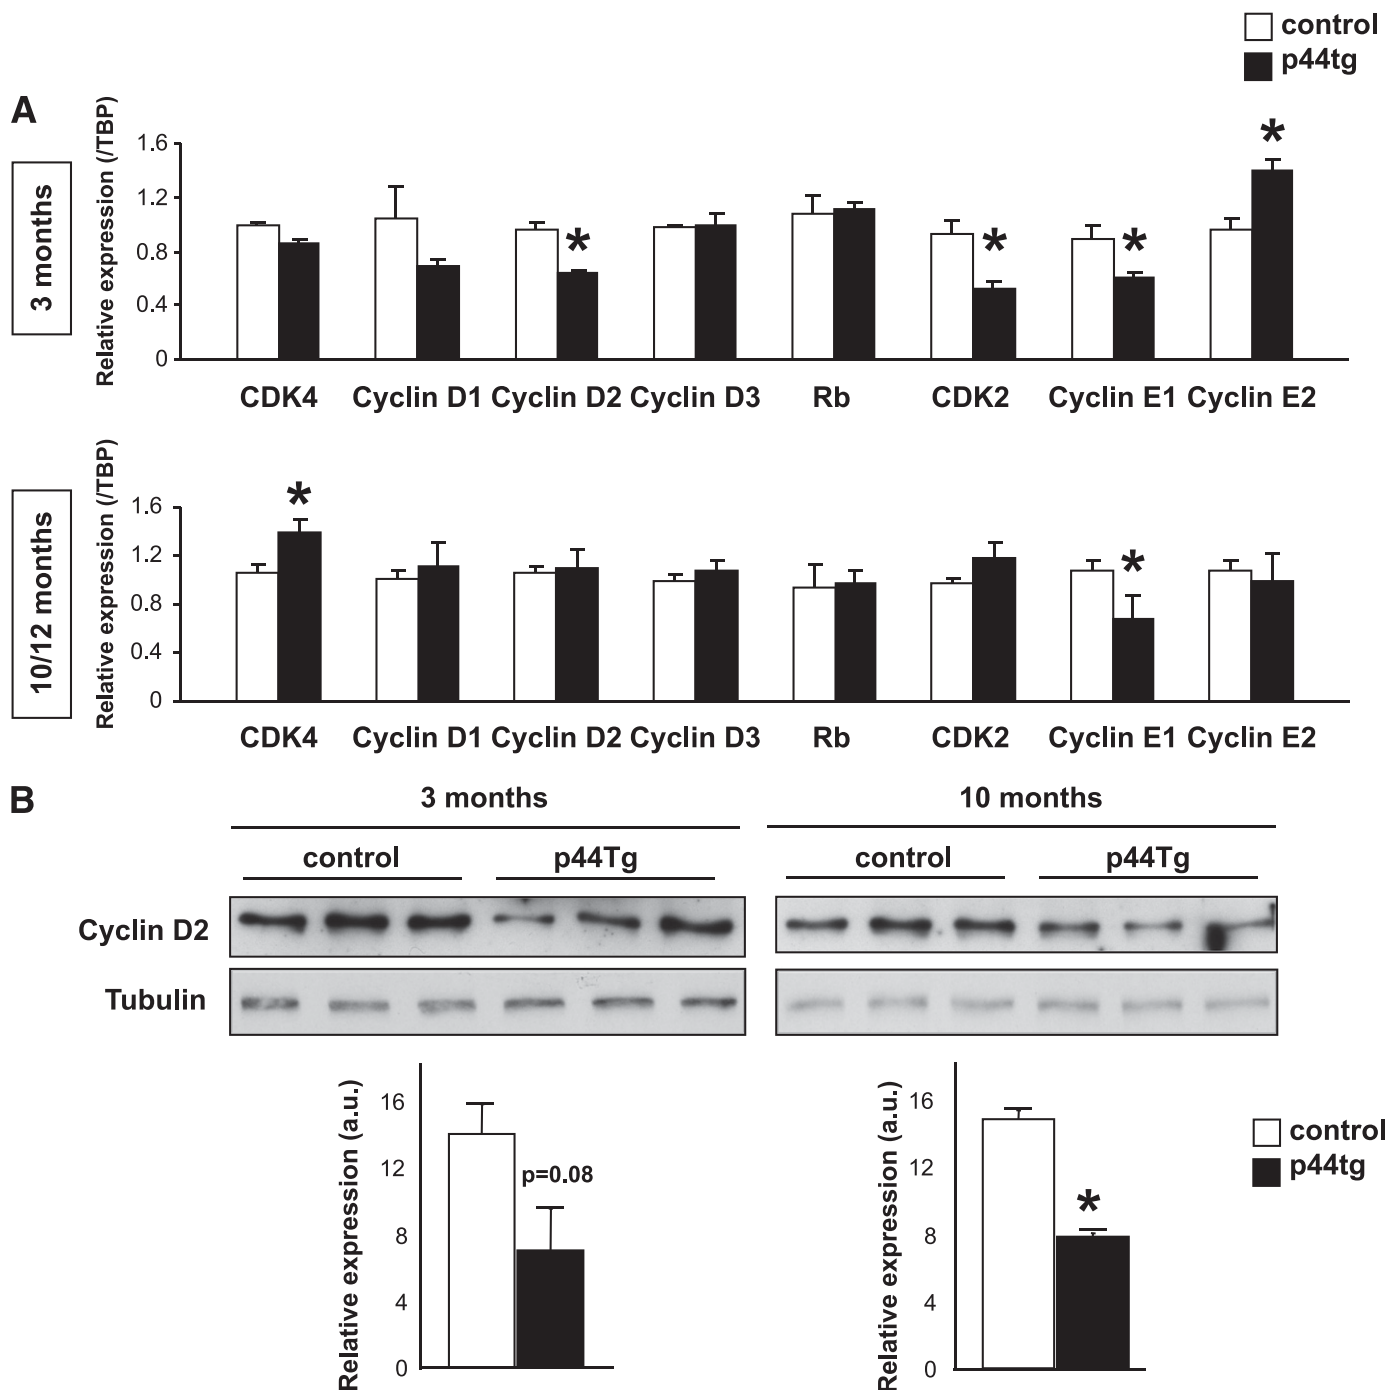 control
p44tg
A
3 months
Relative expression (/TBP)
1.6
1.2
0.8
0.4
0
*
*
*
*
CDK4 Cyclin D1 Cyclin D2 Cyclin D3 Rb CDK2 Cyclin E1 Cyclin E2
10/12 months
Relative expression (/TBP)
1.6
1.2
0.8
0.4
0
*
*
CDK4 Cyclin D1 Cyclin D2 Cyclin D3 Rb CDK2 Cyclin E1 Cyclin E2
B
3 months 10 months
control p44Tg control p44Tg
Cyclin D2
Tubulin
Relative expression (a.u.)
16
12
8
4
0
p=0.08
Relative expression (a.u.)
16
12
8
4
0
*
control
p44tg